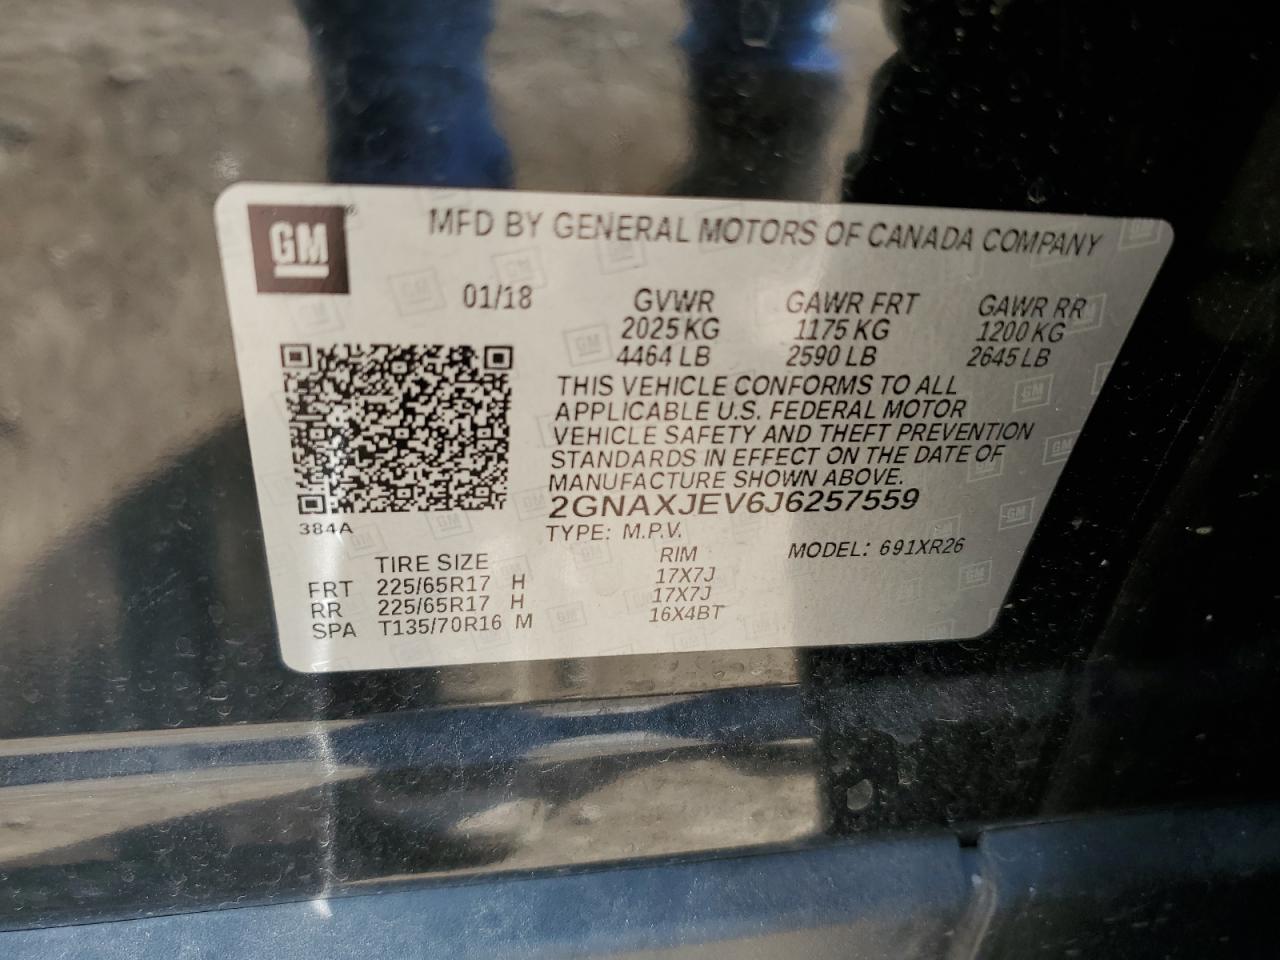 GM
MFD BY GENERAL MOTORS OF CANADA COMPANY
01/18 GVWR GAWR FRT GAWR RR
2025 KG 1175 KG 1200 KG
4464 LB 2590 LB 2645 LB
THIS VEHICLE CONFORMS TO ALL
APPLICABLE U.S. FEDERAL MOTOR
VEHICLE SAFETY AND THEFT PREVENTION
STANDARDS IN EFFECT ON THE DATE OF
MANUFACTURE SHOWN ABOVE.
2GNAXJEV6J6257559
384A
TYPE: M.P.V. MODEL: 691XR26
TIRE SIZE RIM
FRT 225/65R17 H 17X7J
RR 225/65R17 H 17X7J
SPA T135/70R16 M 16X4BT